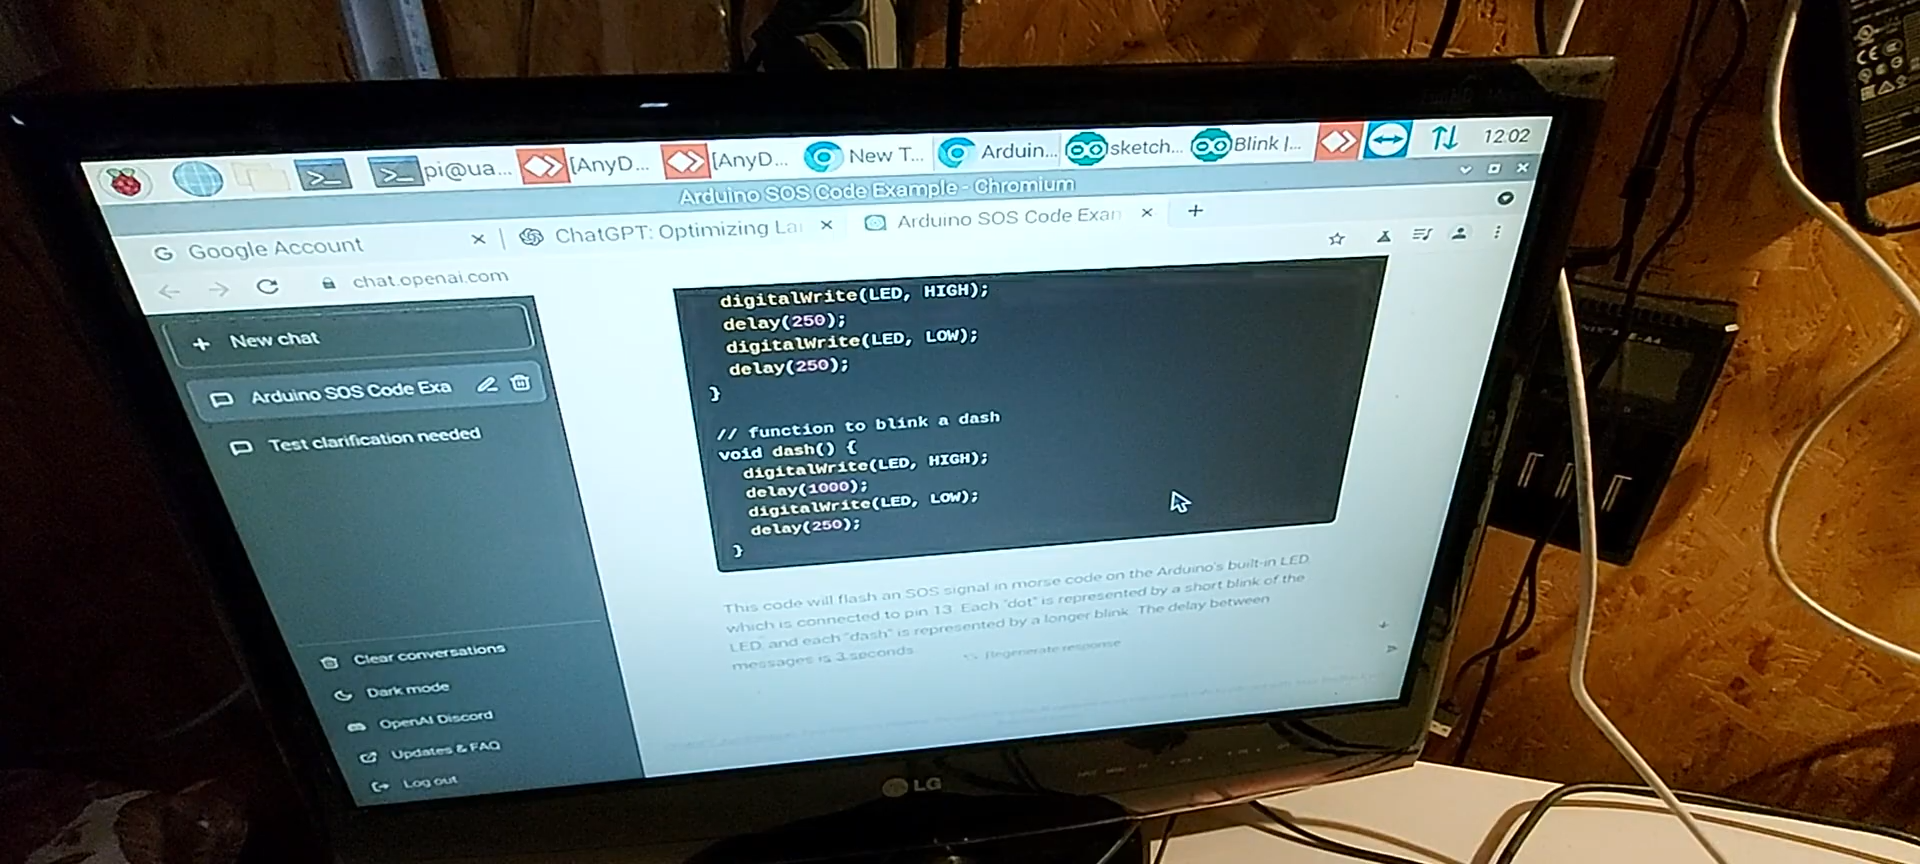 pi@ua...
[AnyD...
[AnyD...
New T...
Arduin...
sketch...
Blink |...
12:02
Arduino SOS Code Example - Chromium
Google Account
ChatGPT: Optimizing La
Arduino SOS Code Exan
chat.openai.com
New chat
Arduino SOS Code Exa
Test clarification needed
Clear conversations
Dark mode
OpenAI Discord
Updates & FAQ
Log out
digitalWrite(LED, HIGH);
delay(250);
digitalWrite(LED, LOW);
delay(250);
}
// function to blink a dash
void dash() {
digitalWrite(LED, HIGH);
delay(1000);
digitalWrite(LED, LOW);
delay(250);
}
This code will flash an SOS signal in morse code on the Arduino's built-in LED
which is connected to pin 13. Each "dot" is represented by a short blink of the
LED, and each "dash" is represented by a longer blink. The delay between
messages is 3 seconds.
Regenerate response
LG